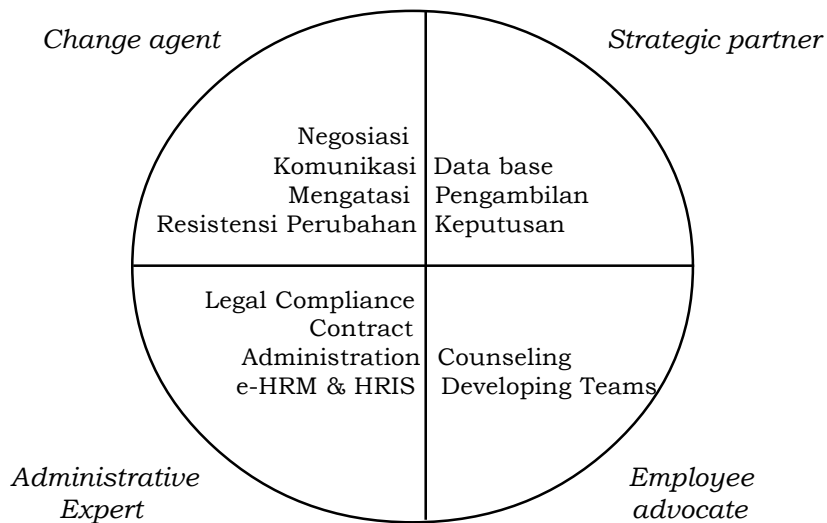 Change agent
Strategic partner
Negosiasi
Komunikasi
Mengatasi
Resistensi Perubahan
Data base
Pengambilan
Keputusan
Legal Compliance
Contract
Administration
e-HRM & HRIS
Counseling
Developing Teams
Administrative
Expert
Employee
advocate